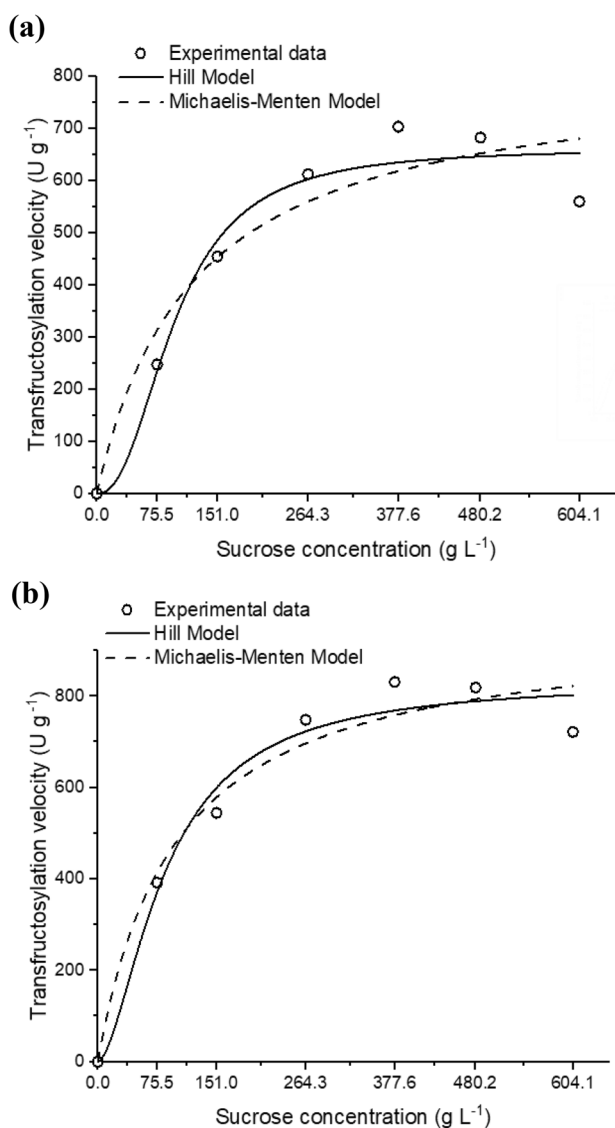 (a)
Experimental data
Hill Model
Michaelis-Menten Model
800
700
600
500
400
300
200
100
0
Transfructosylation velocity (U g⁻¹)
0.0 75.5 151.0 264.3 377.6 480.2 604.1
Sucrose concentration (g L⁻¹)
(b)
Experimental data
Hill Model
Michaelis-Menten Model
800
600
400
200
0
Transfructosylation velocity (U g⁻¹)
0.0 75.5 151.0 264.3 377.6 480.2 604.1
Sucrose concentration (g L⁻¹)